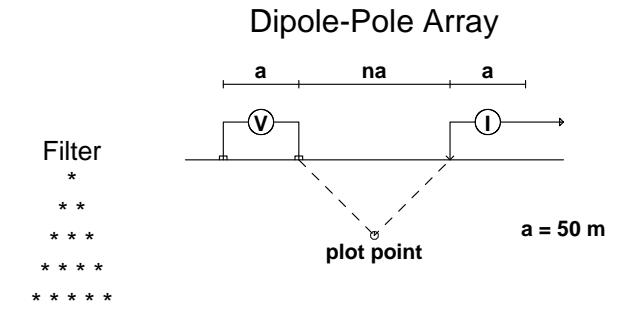 Dipole-Pole Array
a na a
V I
Filter
*
* *
* * *
* * * *
* * * * *
plot point
a = 50 m